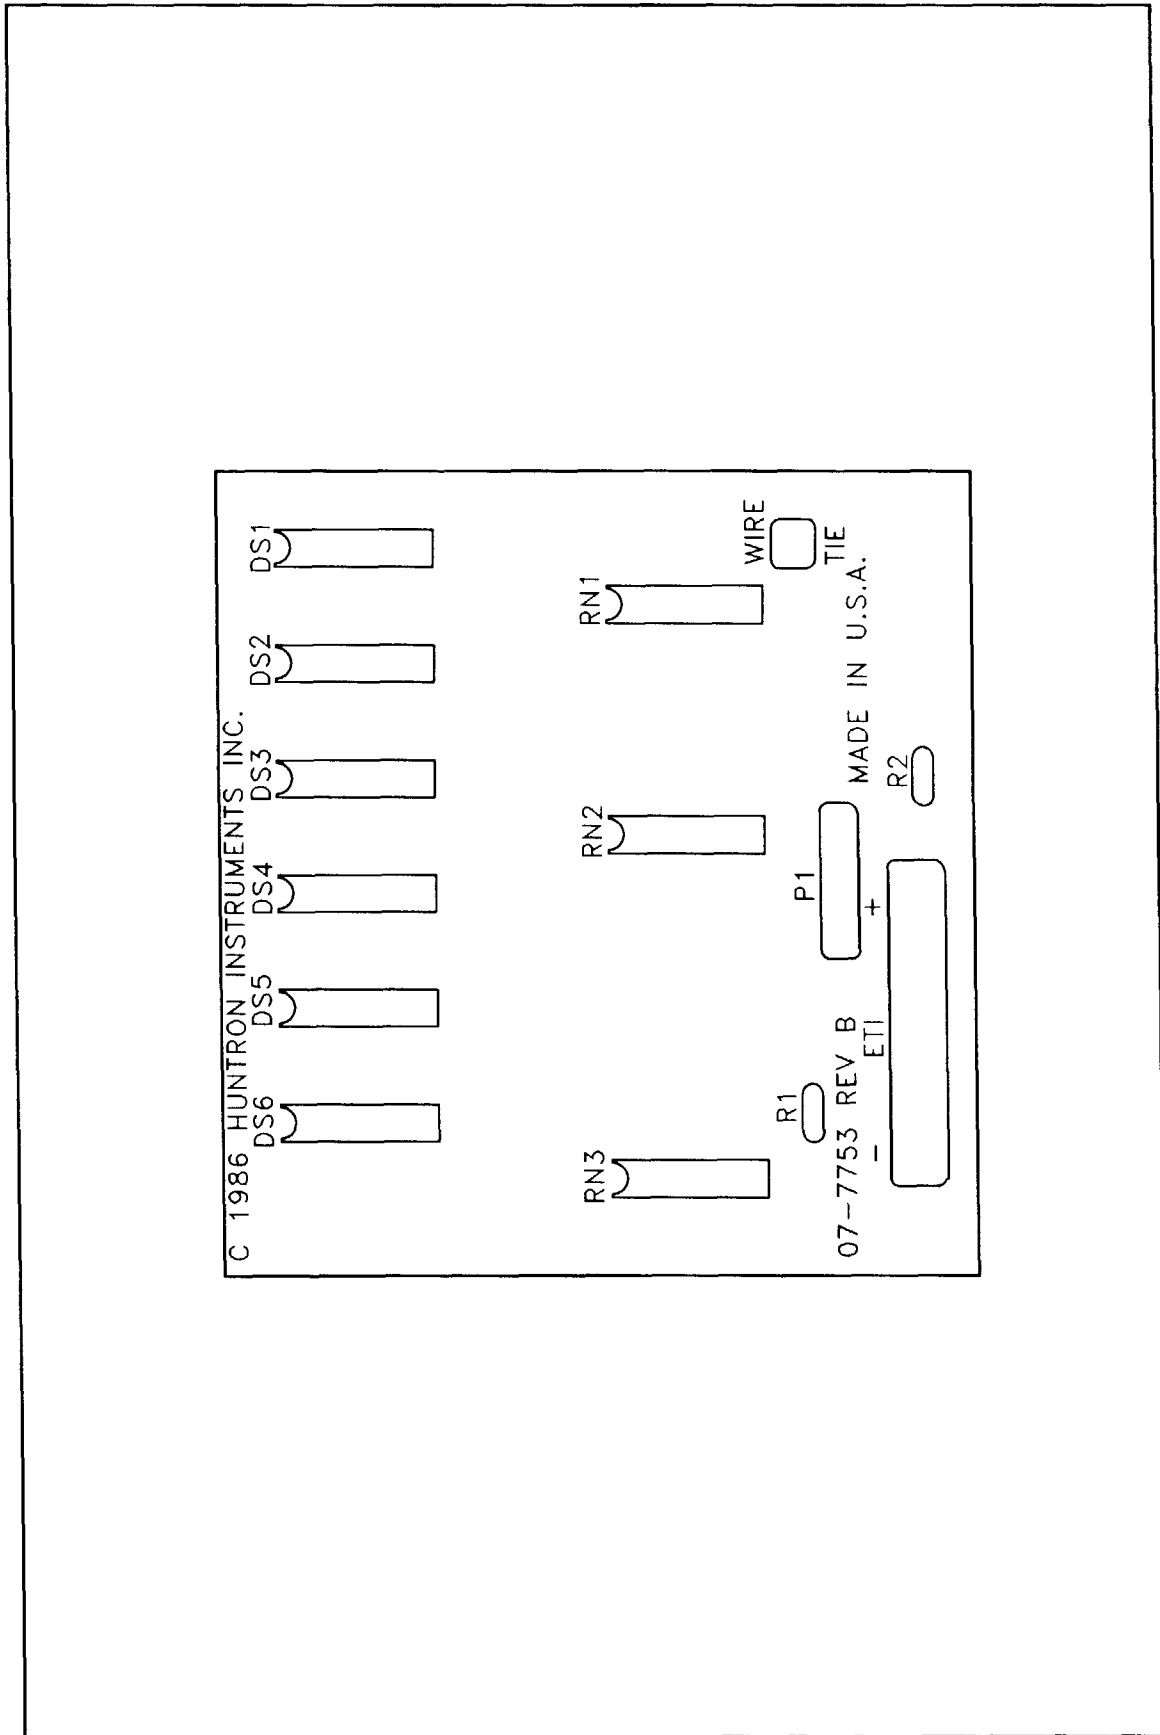 C 1986 HUNTRON INSTRUMENTS INC.
DS6
DS5
DS4
DS3
DS2
DS1
RN3
RN2
RN1
WIRE
TIE
R1
P1
07-7753 REV B
MADE IN U.S.A.
-
ETI
+
R2